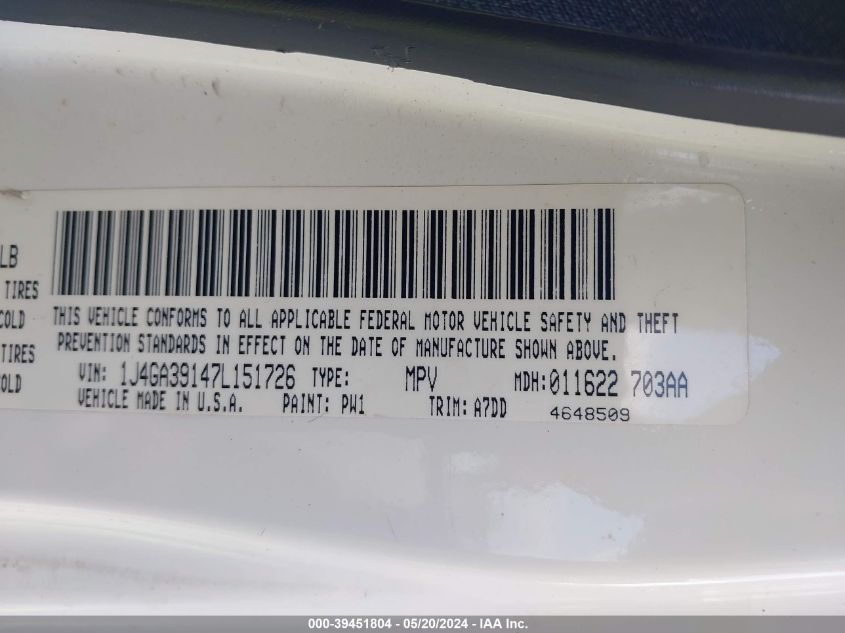 LB
TIRES
COLD
TIRES
OLD
THIS VEHICLE CONFORMS TO ALL APPLICABLE FEDERAL MOTOR VEHICLE SAFETY AND THEFT
PREVENTION STANDARDS IN EFFECT ON THE DATE OF MANUFACTURE SHOWN ABOVE.
VIN: 1J4GA39147L151726 TYPE: MPV MDH:011622 703AA
VEHICLE MADE IN U.S.A. PAINT: PW1 TRIM: A7DD 4648509
000-39451804 - 05/20/2024 - IAA Inc.